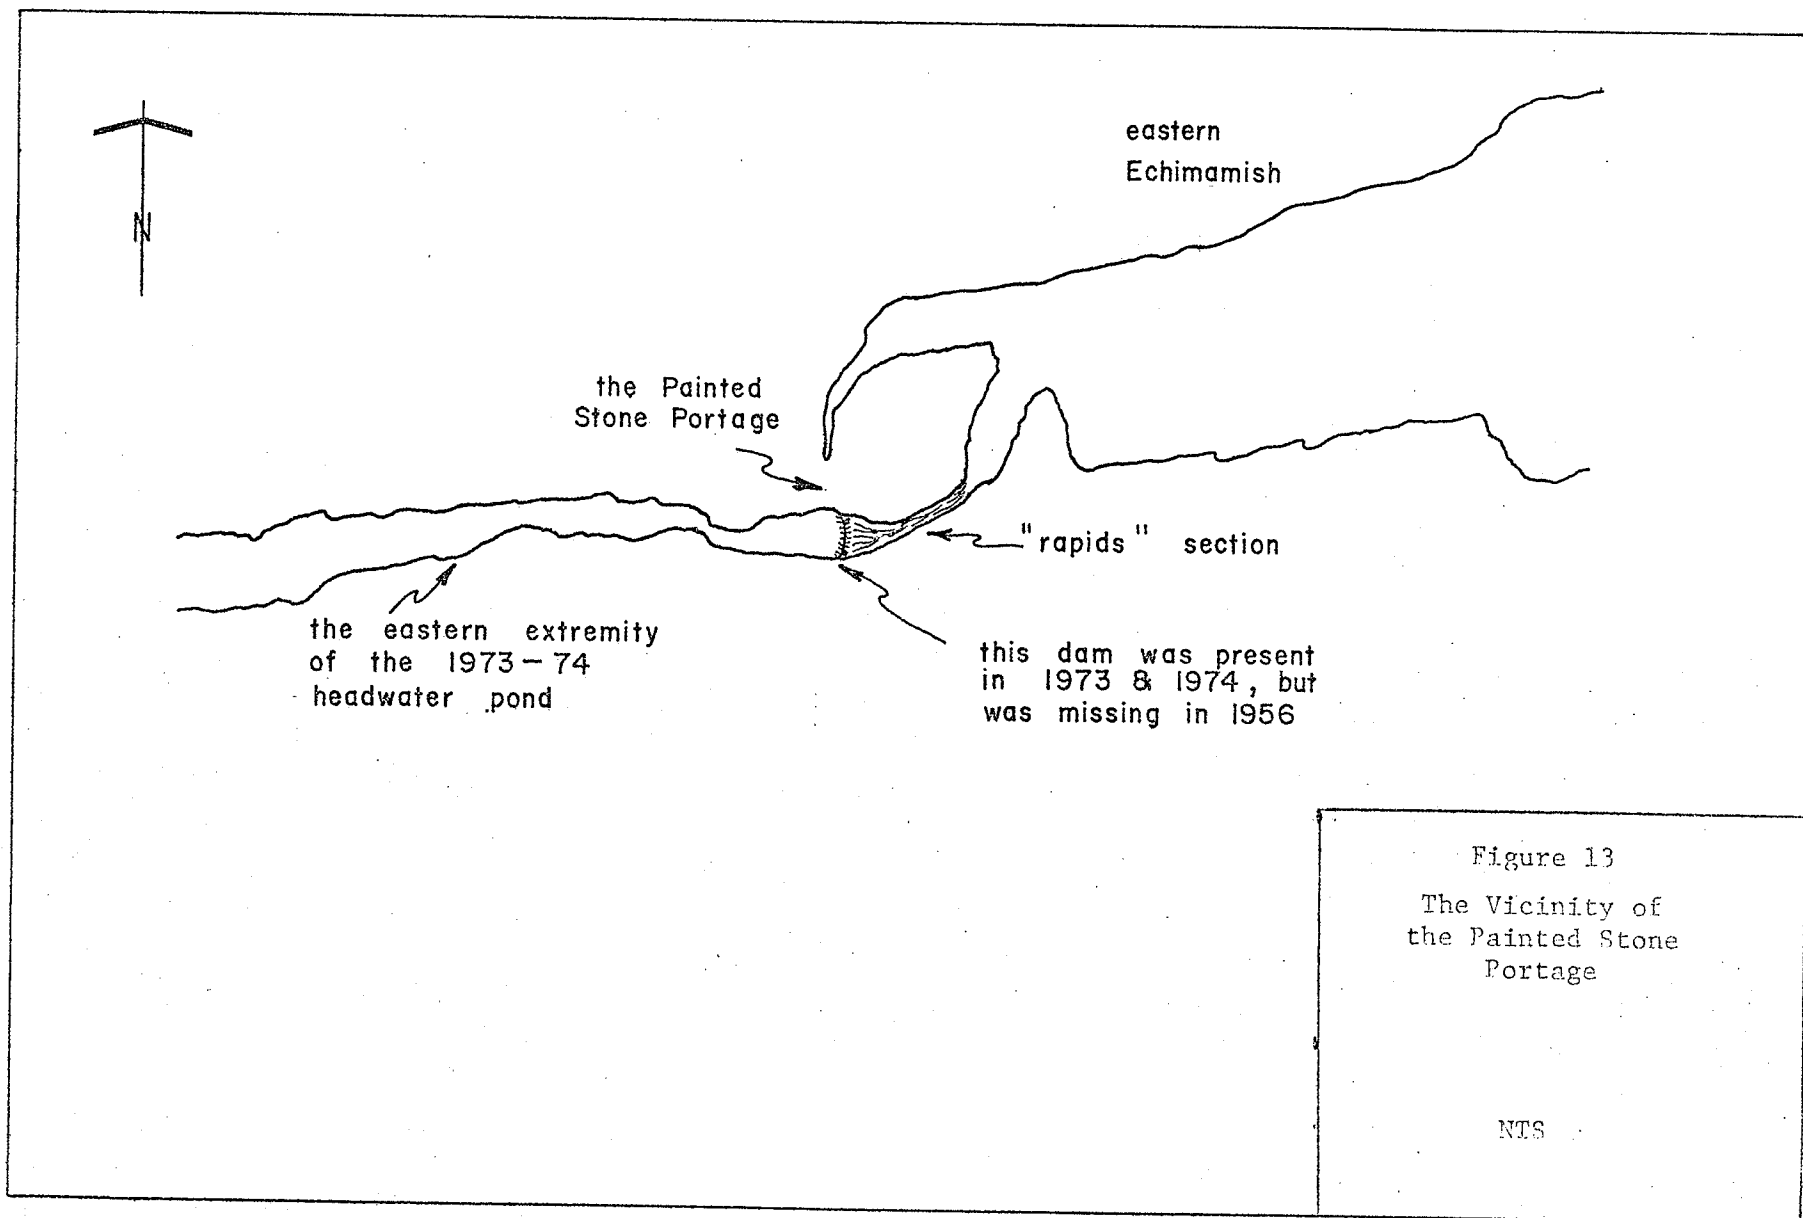 N
eastern
Echimamish
the Painted
Stone Portage
"rapids" section
the eastern extremity
of the 1973-74
headwater pond
this dam was present
in 1973 & 1974, but
was missing in 1956
Figure 13
The Vicinity of
the Painted Stone
Portage
NTS